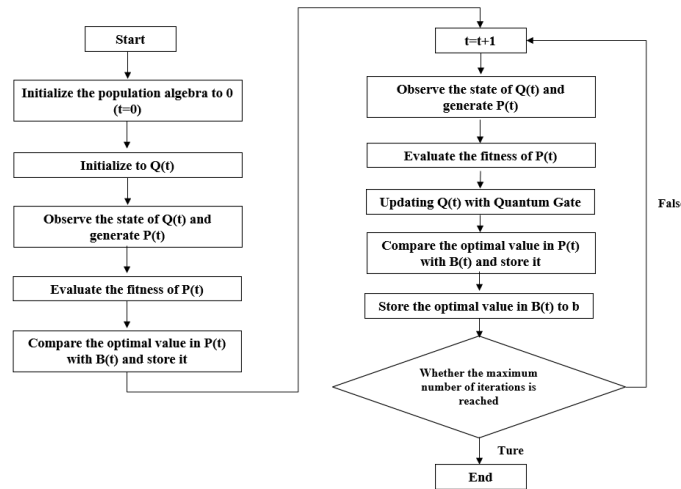 Start
Initialize the population algebra to 0
(t=0)
Initialize to Q(t)
Observe the state of Q(t) and
generate P(t)
Evaluate the fitness of P(t)
Compare the optimal value in P(t)
with B(t) and store it
t=t+1
Observe the state of Q(t) and
generate P(t)
Evaluate the fitness of P(t)
Updating Q(t) with Quantum Gate
Compare the optimal value in P(t)
with B(t) and store it
Store the optimal value in B(t) to b
Whether the maximum
number of iterations is
reached
False
Ture
End